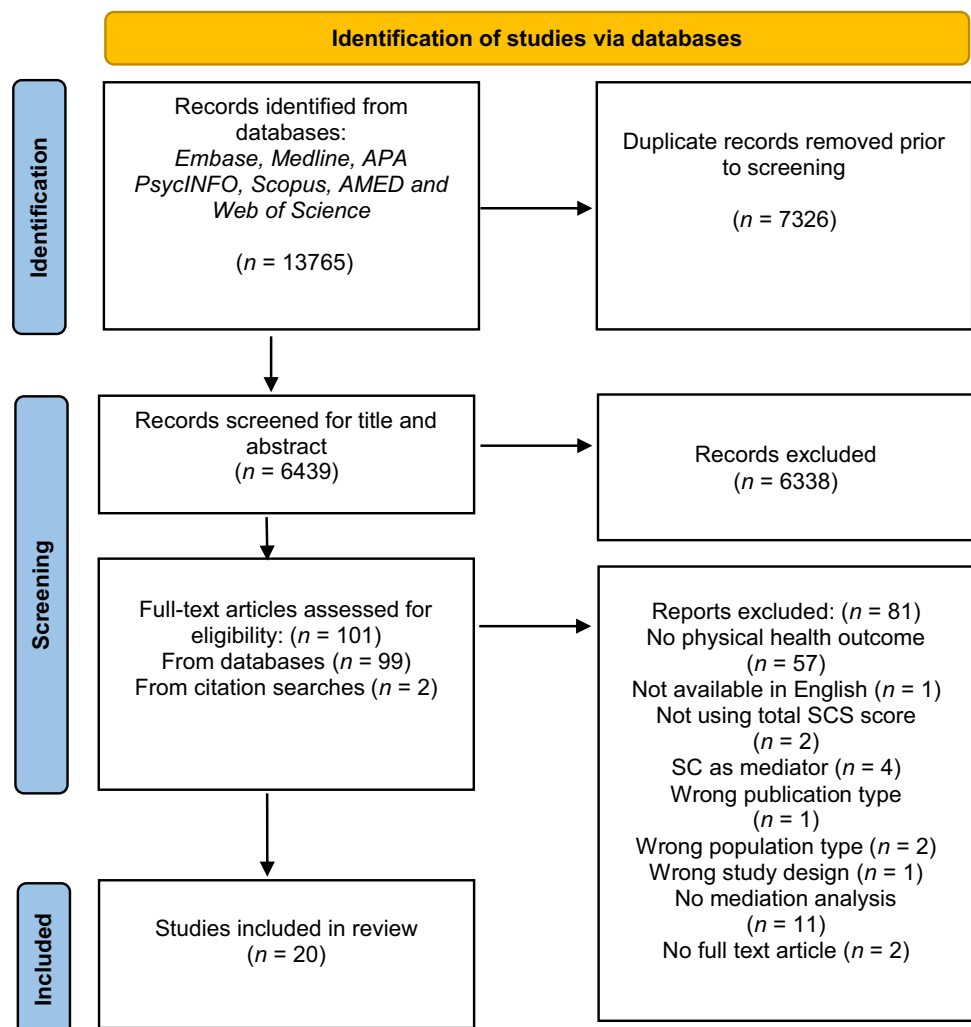 Identification of studies via databases
Identification
Records identified from
databases:
Embase, Medline, APA
PsycINFO, Scopus, AMED and
Web of Science
(n = 13765)
Duplicate records removed prior
to screening
(n = 7326)
Screening
Records screened for title and
abstract
(n = 6439)
Records excluded
(n = 6338)
Full-text articles assessed for
eligibility: (n = 101)
From databases (n = 99)
From citation searches (n = 2)
Reports excluded: (n = 81)
No physical health outcome
(n = 57)
Not available in English (n = 1)
Not using total SCS score
(n = 2)
SC as mediator (n = 4)
Wrong publication type
(n = 1)
Wrong population type (n = 2)
Wrong study design (n = 1)
No mediation analysis
(n = 11)
No full text article (n = 2)
Included
Studies included in review
(n = 20)